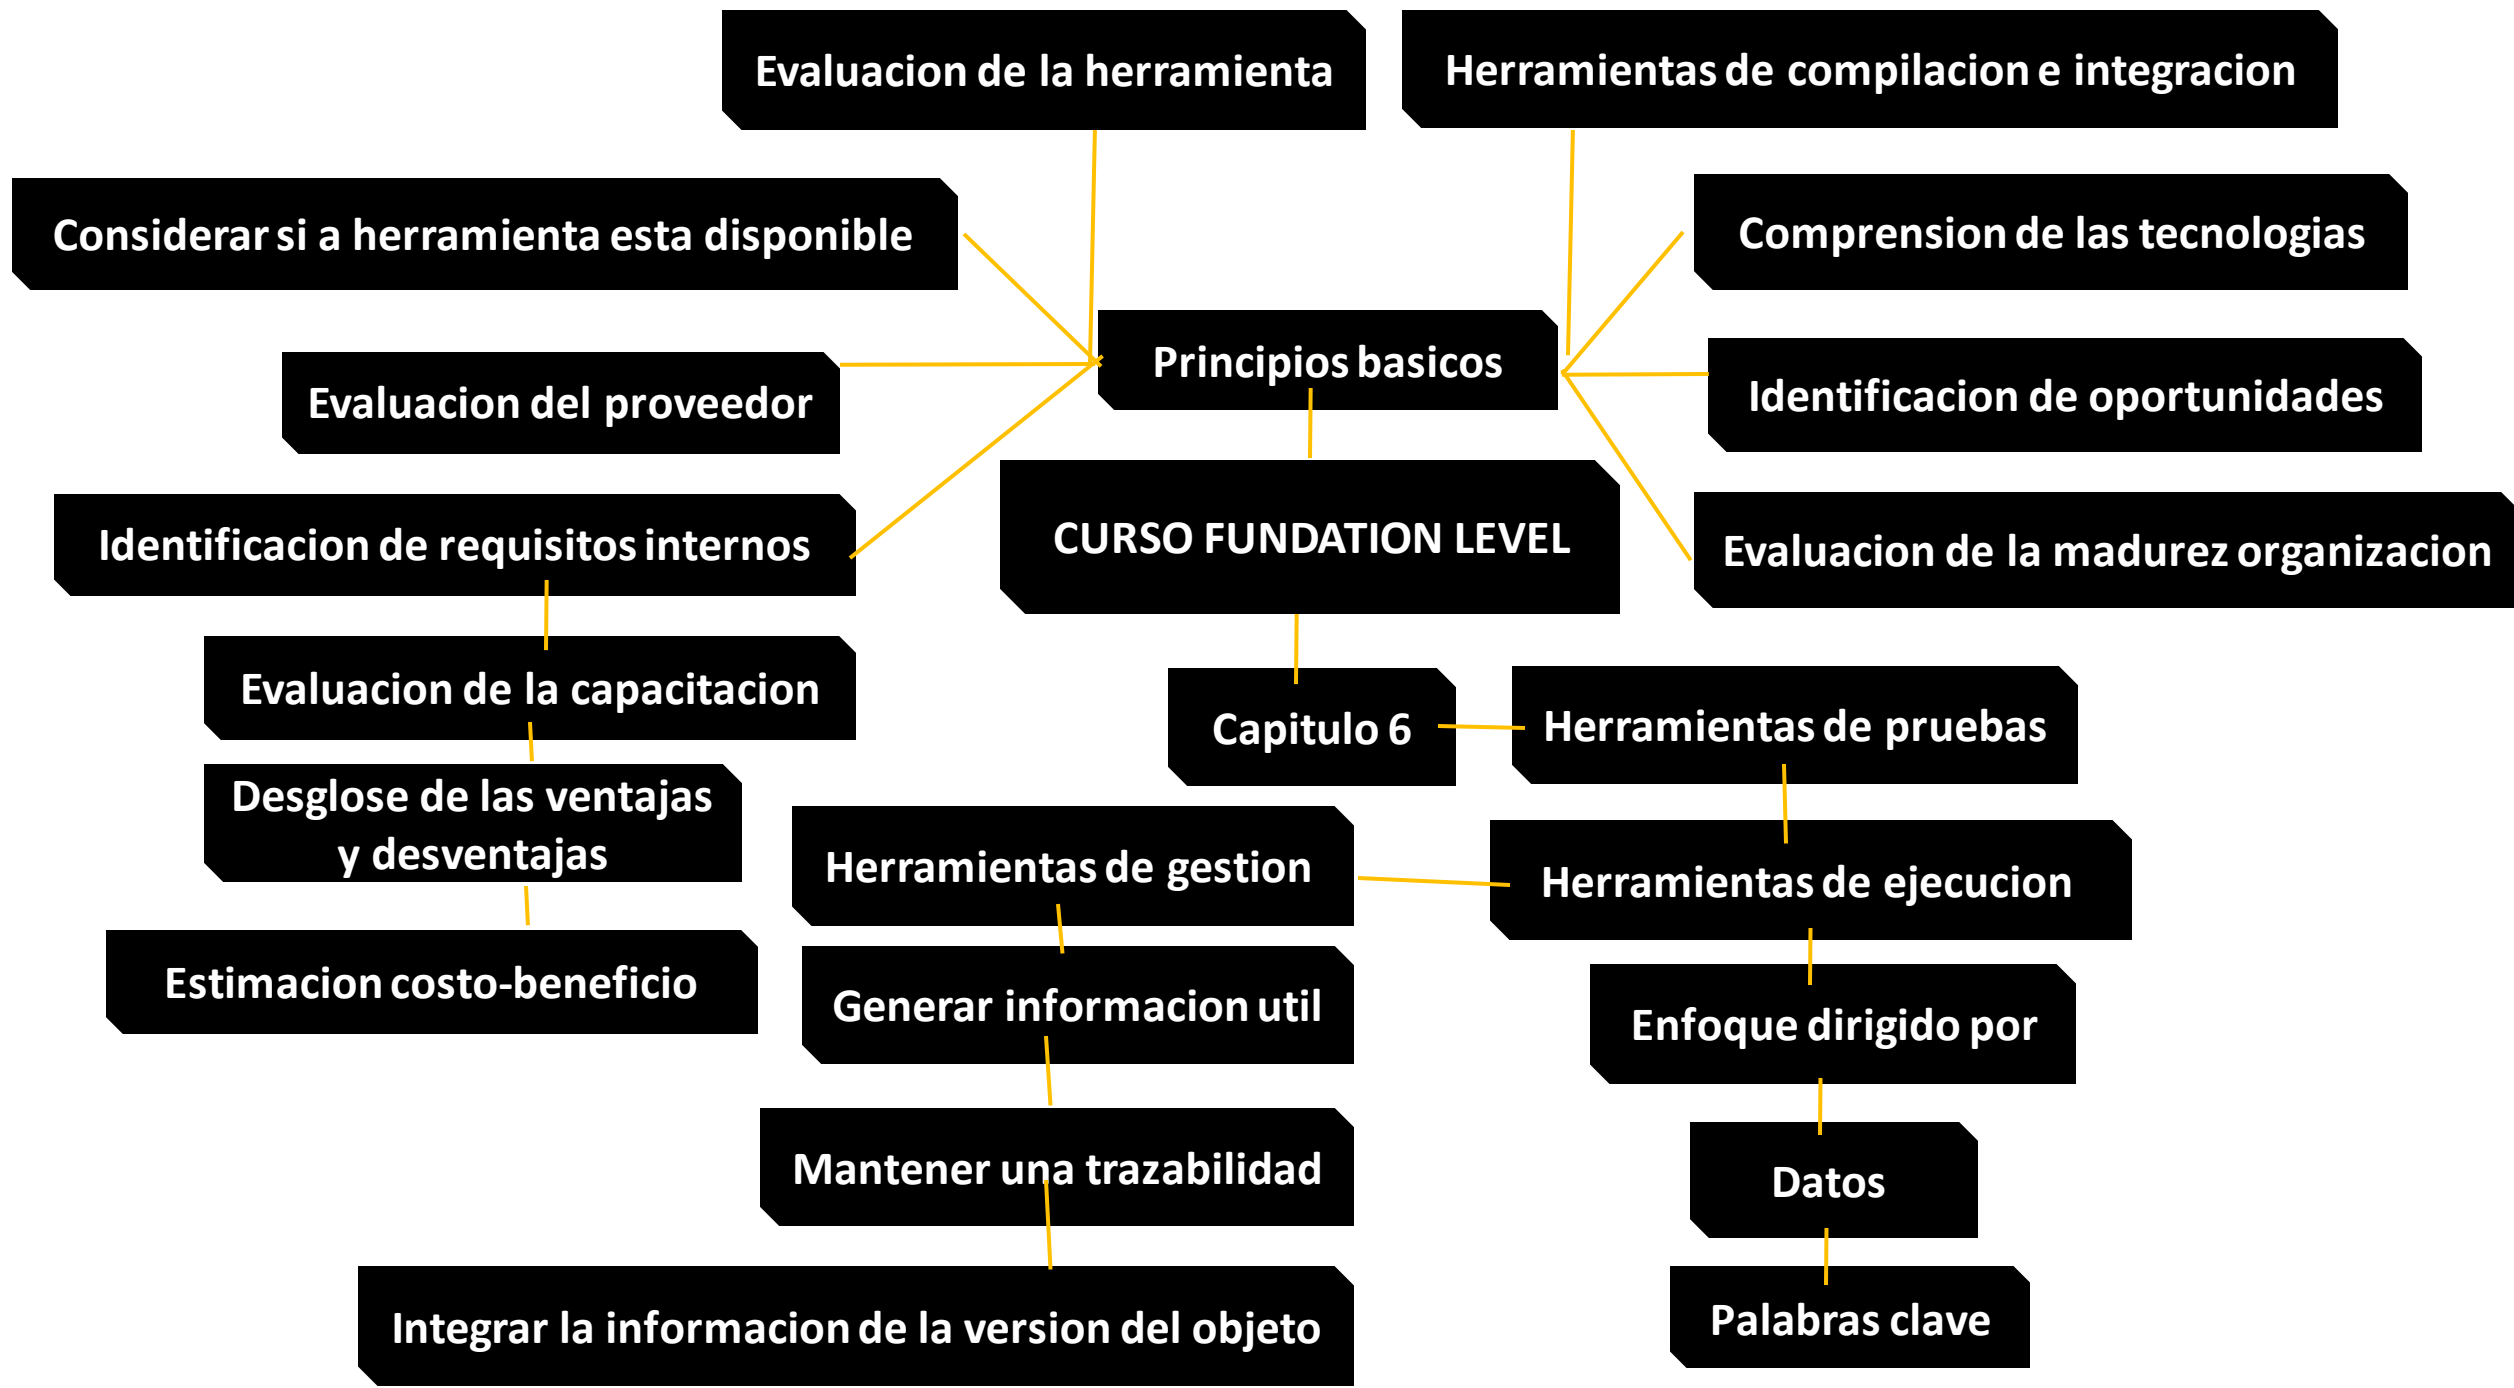 Evaluacion de la herramienta
Herramientas de compilacion e integracion
Considerar si a herramienta esta disponible
Comprension de las tecnologias
Principios basicos
Evaluacion del proveedor
Identificacion de oportunidades
CURSO FUNDATION LEVEL
Identificacion de requisitos internos
Evaluacion de la madurez organizacion
Evaluacion de la capacitacion
Capitulo 6
Herramientas de pruebas
Desglose de las ventajas
y desventajas
Herramientas de gestion
Herramientas de ejecucion
Estimacion costo-beneficio
Generar informacion util
Enfoque dirigido por
Mantener una trazabilidad
Datos
Integrar la informacion de la version del objeto
Palabras clave